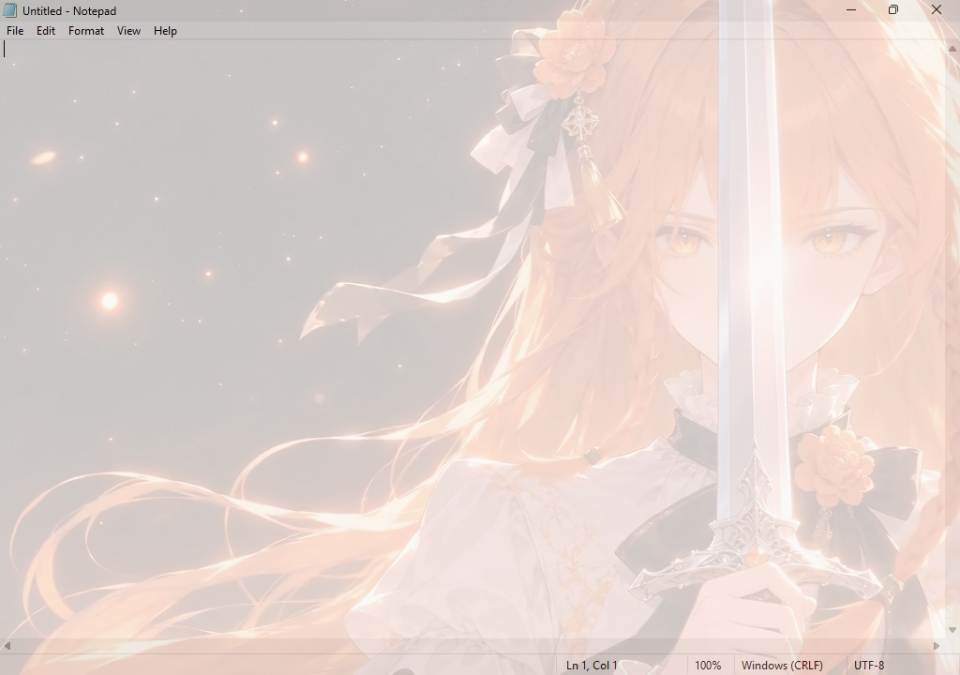 Untitled - Notepad
File Edit Format View Help
Ln 1, Col 1 100% Windows (CRLF) UTF-8